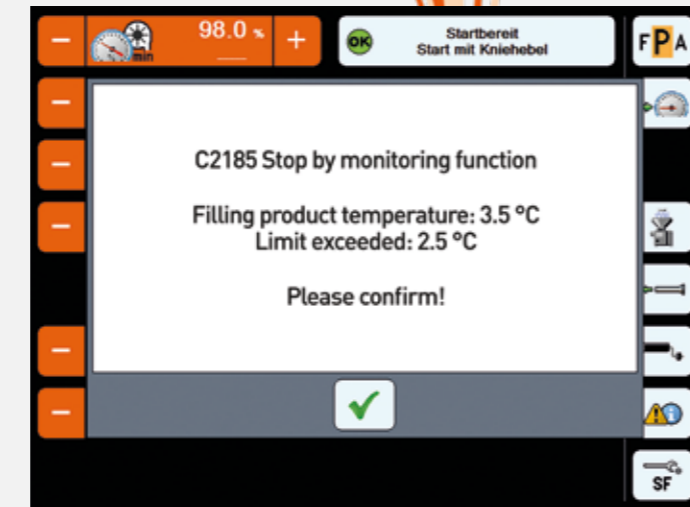 98.0 %
min
OK
Startbereit
Start mit Kniehebel
FPA
C2185 Stop by monitoring function
Filling product temperature: 3.5 °C
Limit exceeded: 2.5 °C
Please confirm!
SF